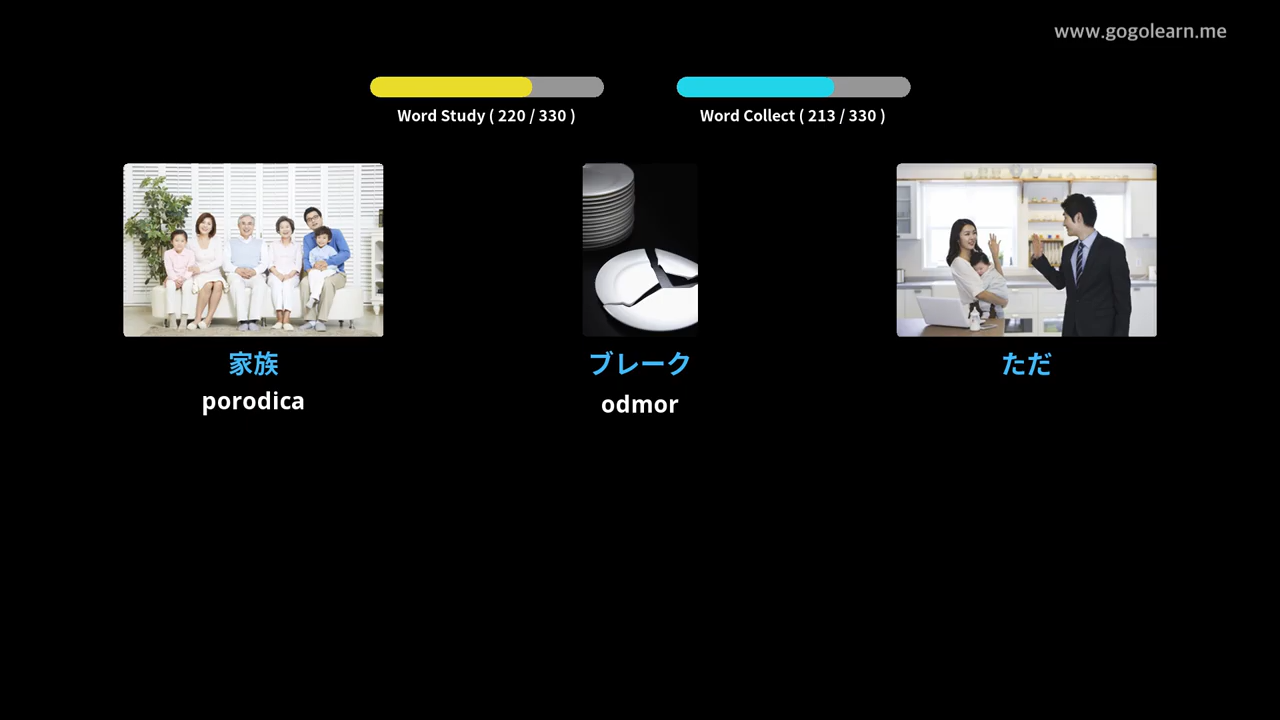 www.gogolearn.me
Word Study ( 220 / 330 )
Word Collect ( 213 / 330 )
家族
ブレーク
ただ
porodica
odmor